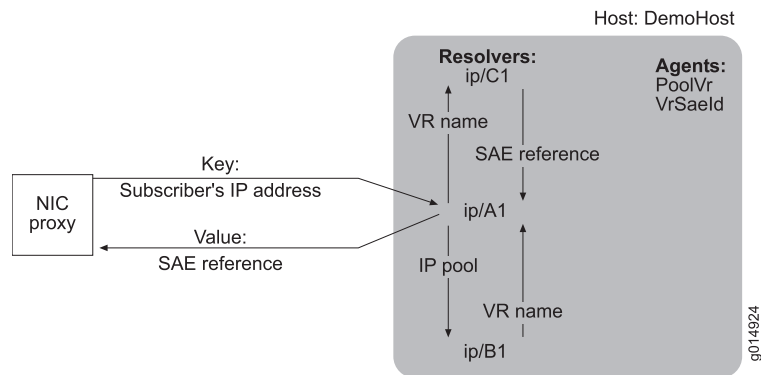 Host: DemoHost
Resolvers:
ip/C1
Agents:
PoolVr
VrSaeId
VR name
SAE reference
Key:
Subscriber's IP address
NIC
proxy
ip/A1
Value:
SAE reference
IP pool
VR name
ip/B1
g014924